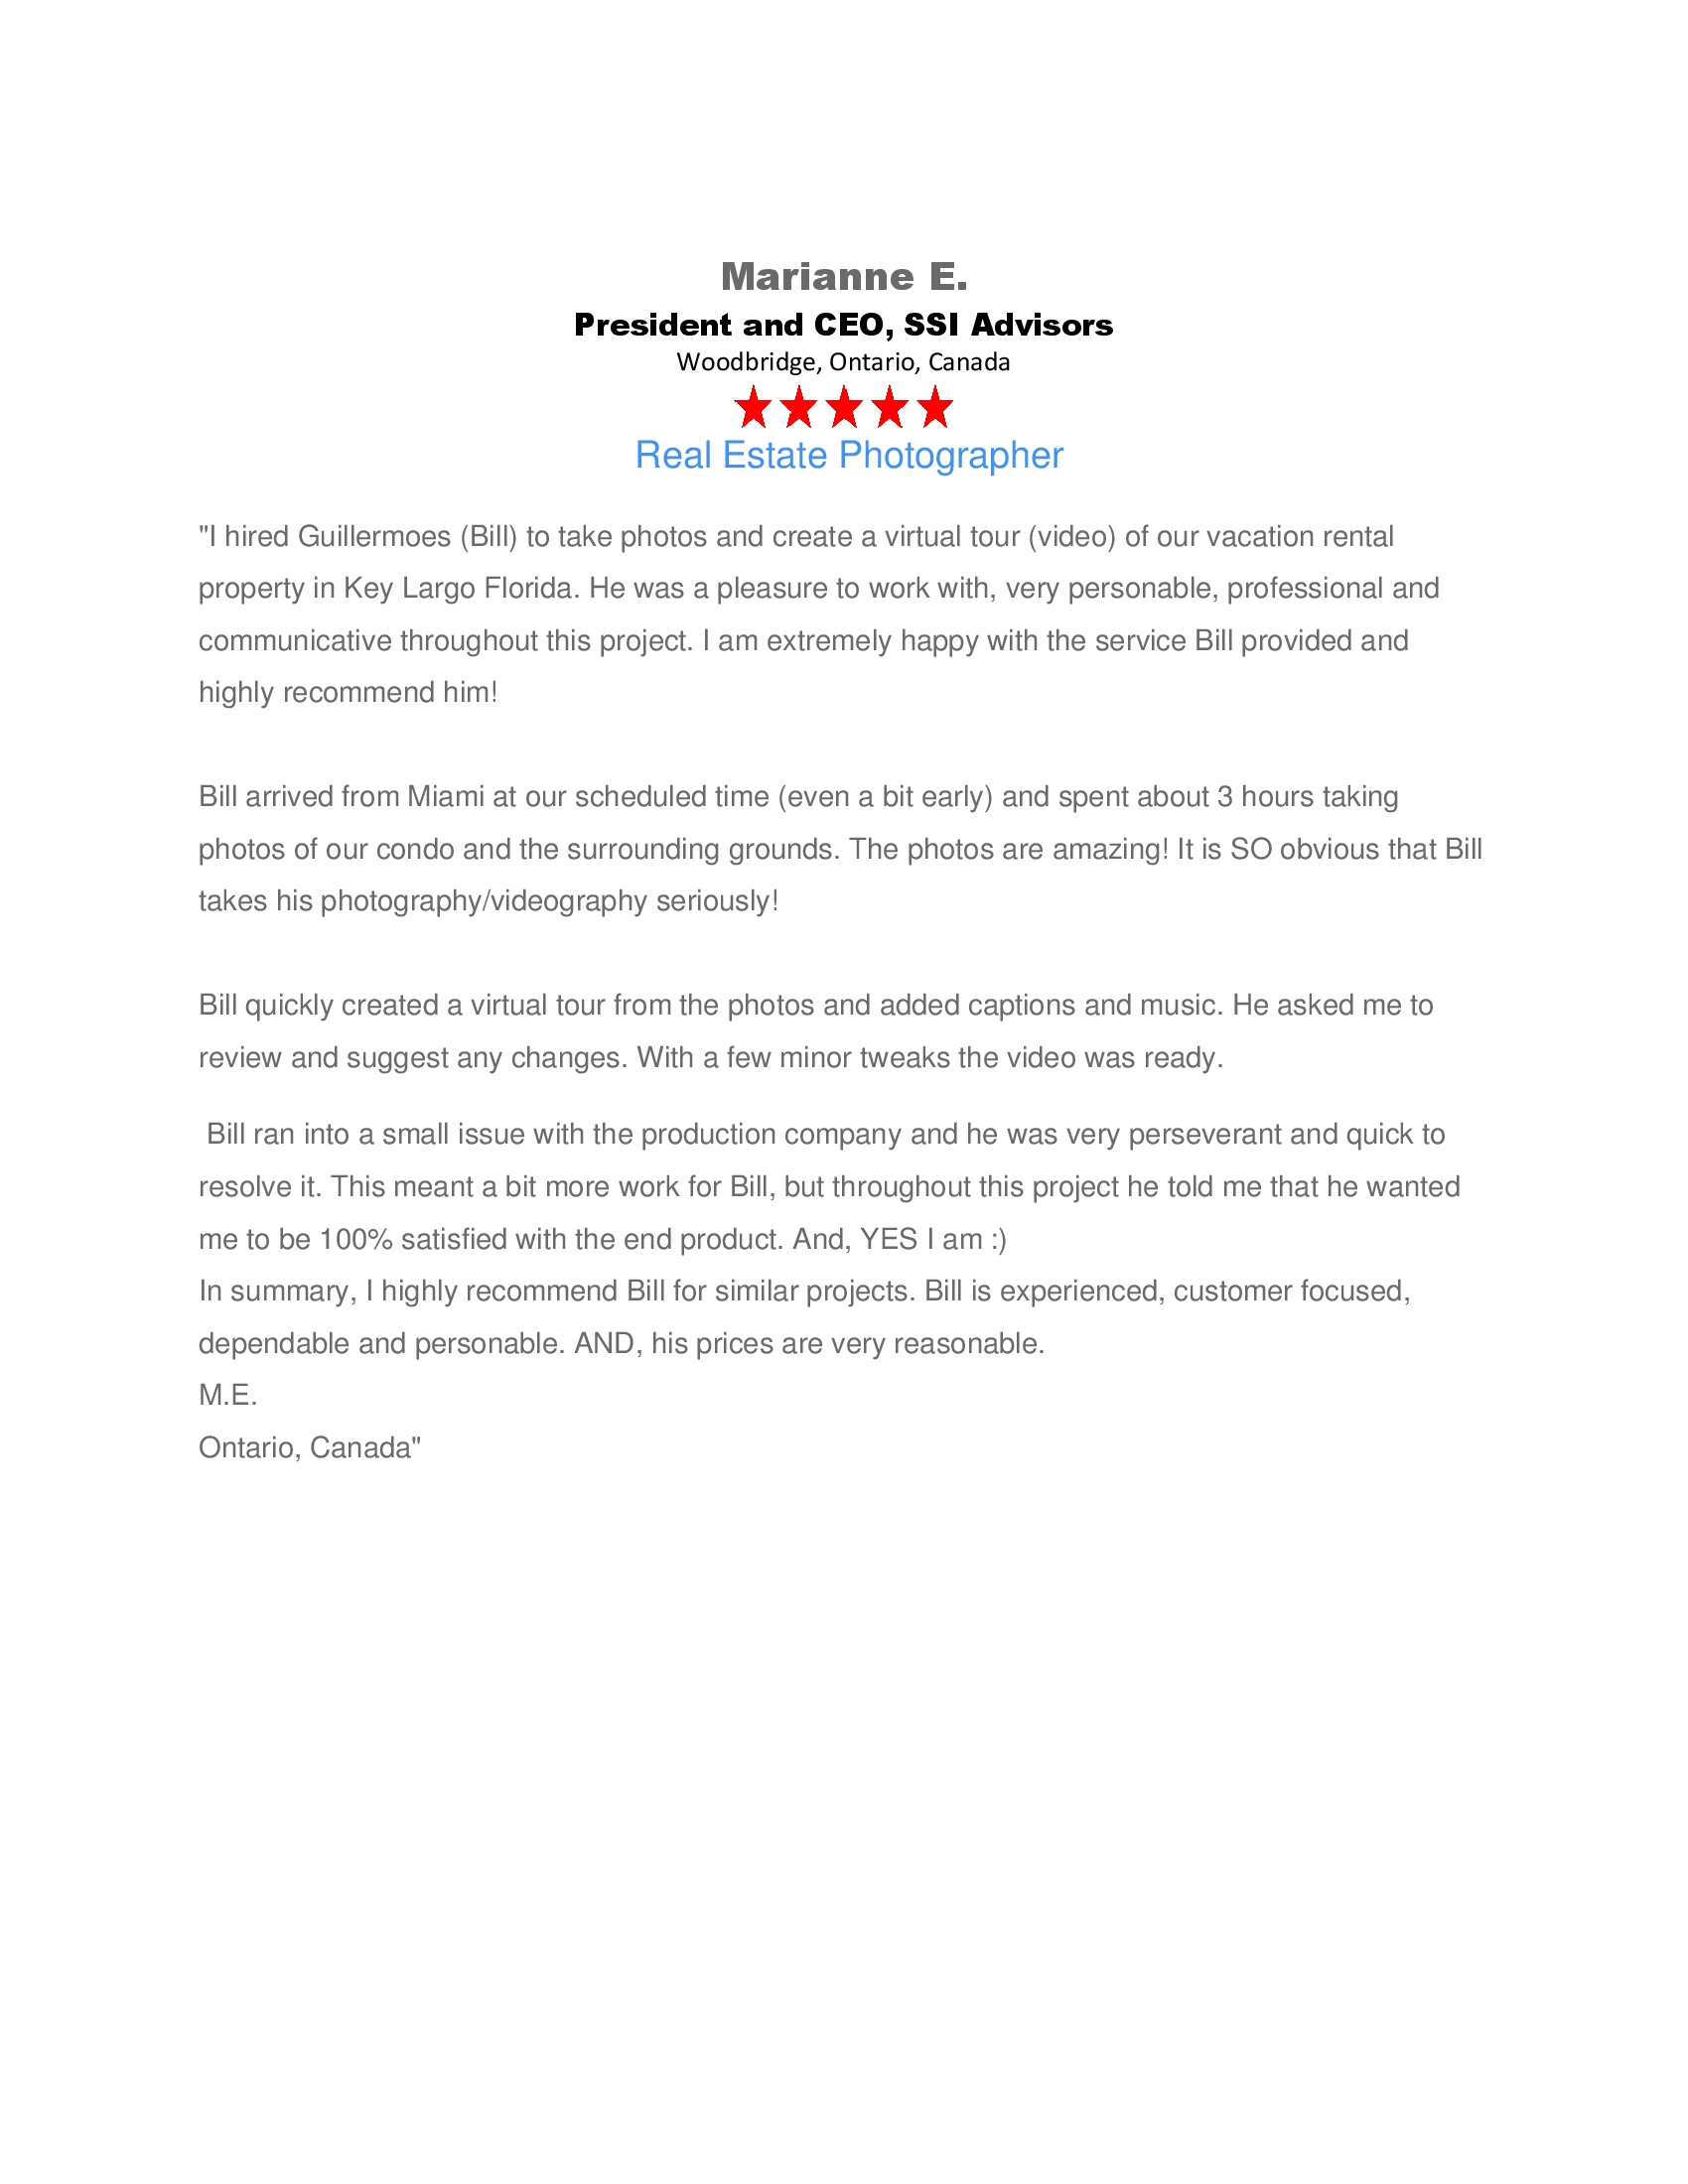 Marianne E.
President and CEO, SSI Advisors
Woodbridge, Ontario, Canada
★★★★★
Real Estate Photographer
"I hired Guillermoes (Bill) to take photos and create a virtual tour (video) of our vacation rental
property in Key Largo Florida. He was a pleasure to work with, very personable, professional and
communicative throughout this project. I am extremely happy with the service Bill provided and
highly recommend him!
Bill arrived from Miami at our scheduled time (even a bit early) and spent about 3 hours taking
photos of our condo and the surrounding grounds. The photos are amazing! It is SO obvious that Bill
takes his photography/videography seriously!
Bill quickly created a virtual tour from the photos and added captions and music. He asked me to
review and suggest any changes. With a few minor tweaks the video was ready.
Bill ran into a small issue with the production company and he was very perseverant and quick to
resolve it. This meant a bit more work for Bill, but throughout this project he told me that he wanted
me to be 100% satisfied with the end product. And, YES I am :)
In summary, I highly recommend Bill for similar projects. Bill is experienced, customer focused,
dependable and personable. AND, his prices are very reasonable.
M.E.
Ontario, Canada"